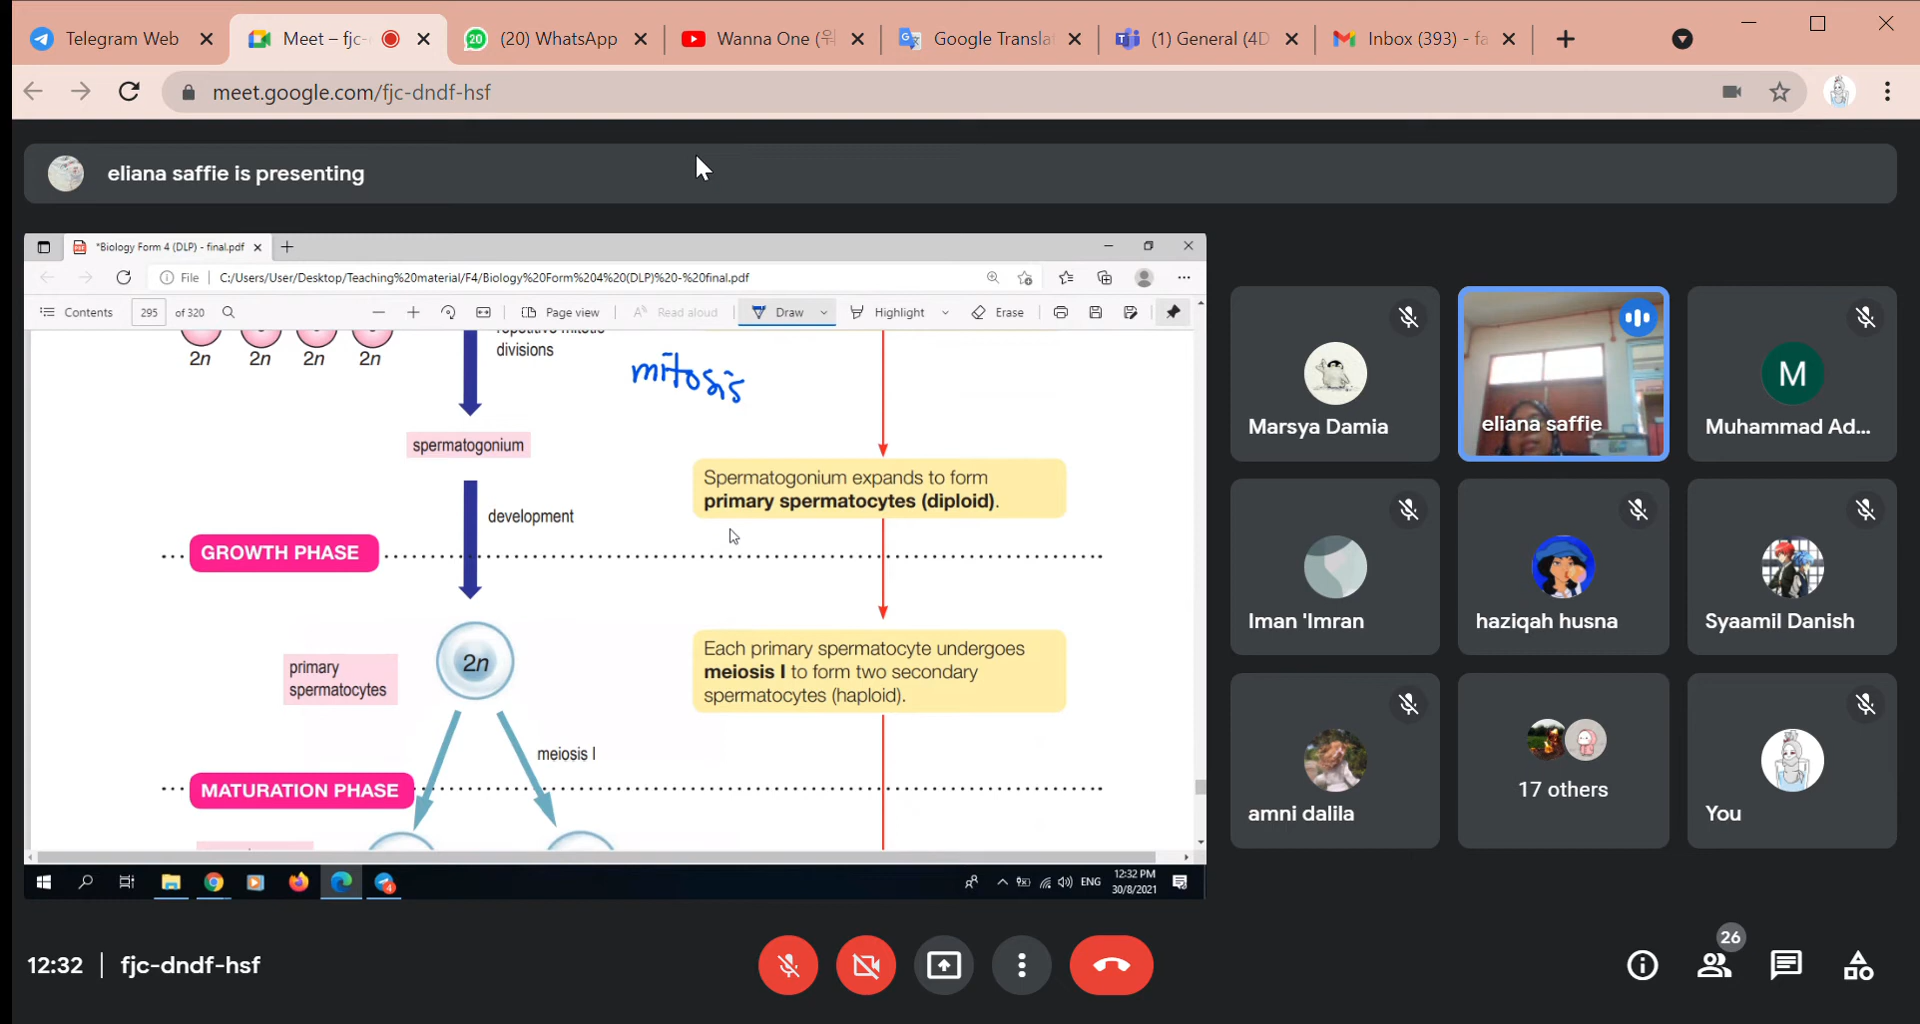 Telegram Web
Meet – fjc-
(20) WhatsApp
Wanna One (워
Google Translat
(1) General (4D
Inbox (393) - fa
meet.google.com/fjc-dndf-hsf
eliana saffie is presenting
*Biology Form 4 (DLP) - final.pdf
File
C:/Users/User/Desktop/Teaching%20material/F4/Biology%20Form%204%20(DLP)%20-%20final.pdf
Contents
295
of 320
Page view
Read aloud
Draw
Highlight
Erase
2n 2n 2n 2n
repetitive mitotic
divisions
mitosis
spermatogonium
development
Spermatogonium expands to form
primary spermatocytes (diploid).
GROWTH PHASE
primary
spermatocytes
2n
Each primary spermatocyte undergoes
meiosis I to form two secondary
spermatocytes (haploid).
meiosis I
MATURATION PHASE
ENG
12:32 PM
30/8/2021
Marsya Damia
eliana saffie
M
Muhammad Ad...
Iman 'Imran
haziqah husna
Syaamil Danish
amni dalila
17 others
You
12:32 | fjc-dndf-hsf
26